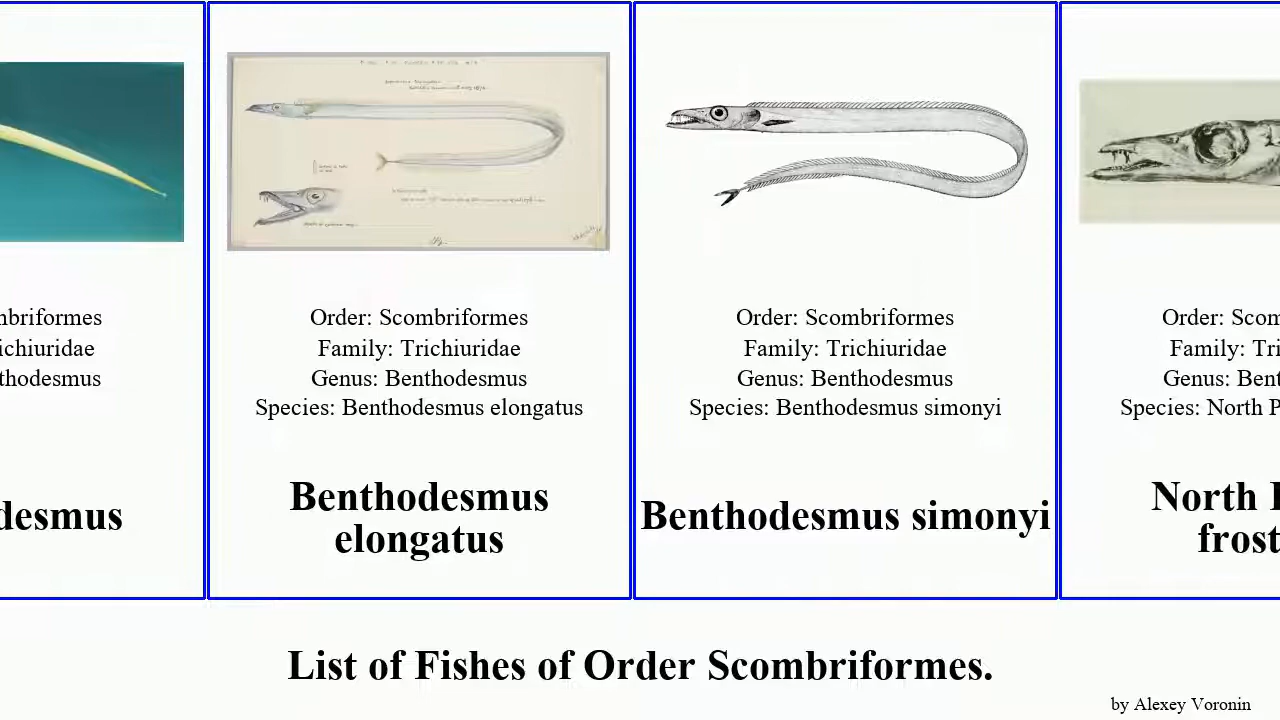 mbriformes
ichiuridae
thodesmus
desmus
Order: Scombriformes
Family: Trichiuridae
Genus: Benthodesmus
Species: Benthodesmus elongatus
Benthodesmus
elongatus
Order: Scombriformes
Family: Trichiuridae
Genus: Benthodesmus
Species: Benthodesmus simonyi
Benthodesmus simonyi
Order: Scom
Family: Tri
Genus: Bent
Species: North P
North
frost
List of Fishes of Order Scombriformes.
by Alexey Voronin